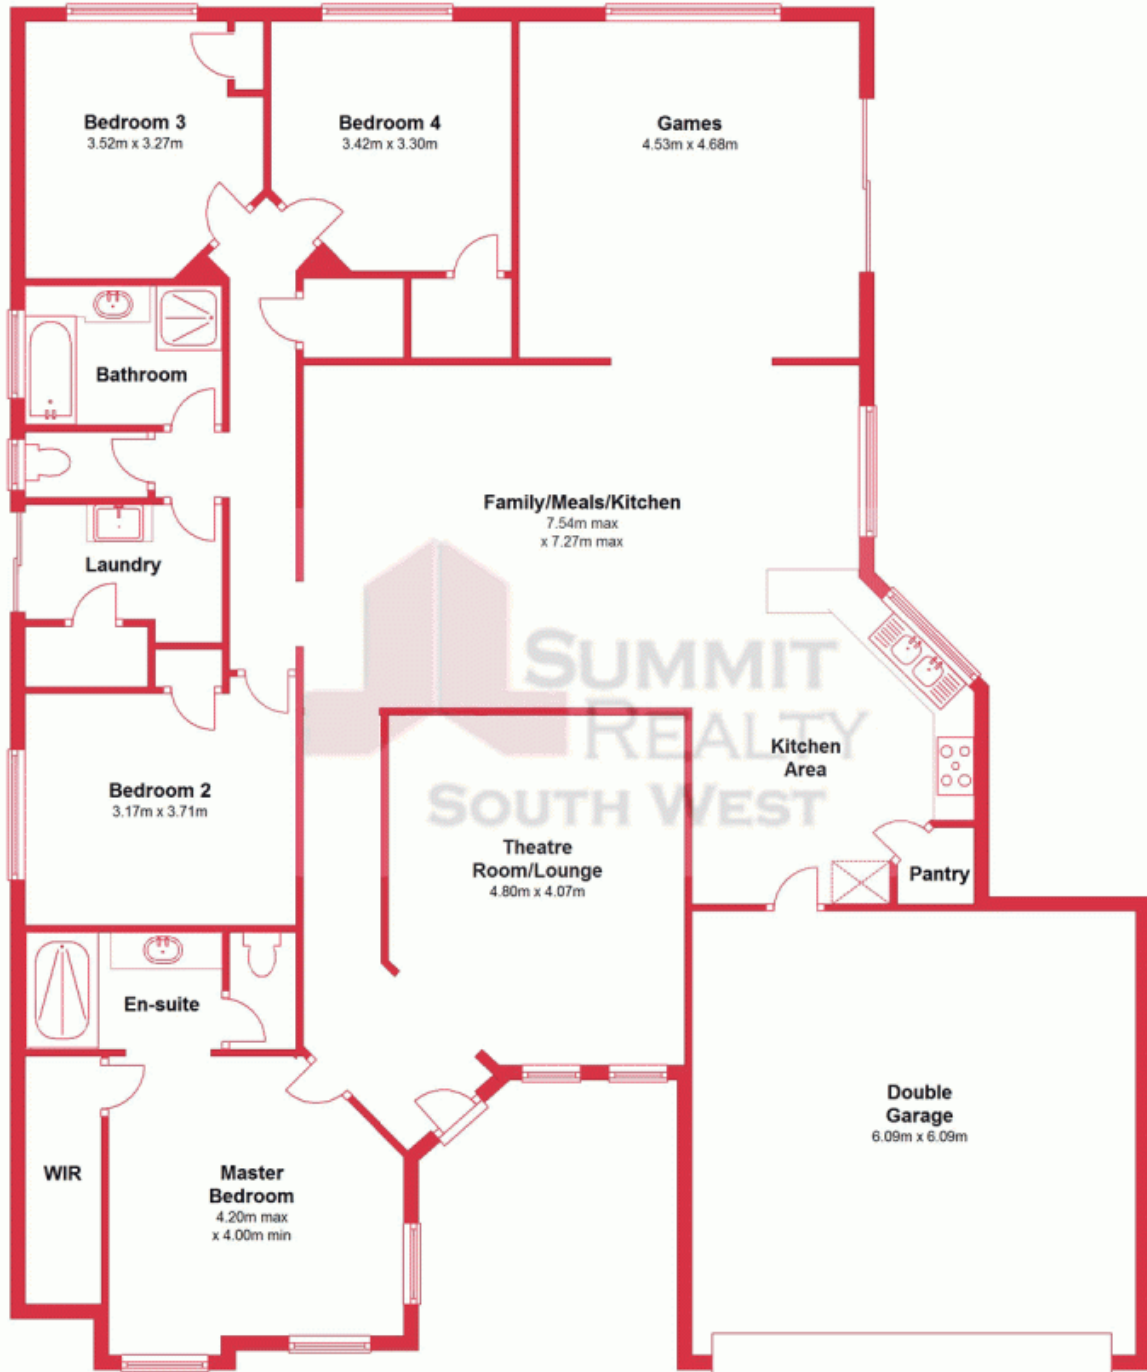 Bedroom 3
3.52m x 3.27m
Bedroom 4
3.42m x 3.30m
Games
4.53m x 4.68m
Bathroom
Family/Meals/Kitchen
7.54m max
x 7.27m max
Laundry
SUMMIT
REALTY
SOUTH WEST
Kitchen
Area
Bedroom 2
3.17m x 3.71m
Theatre
Room/Lounge
4.80m x 4.07m
Pantry
En-suite
WIR
Master
Bedroom
4.20m max
x 4.00m min
Double
Garage
6.09m x 6.09m